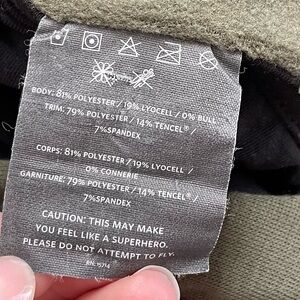 BODY: 81% POLYESTER / 19% LYOCELL / 0% BULL
TRIM: 79% POLYESTER / 14% TENCEL® /
7%SPANDEX
CORPS: 81% POLYESTER / 19% LYOCELL /
0% CONNERIE
GARNITURE: 79% POLYESTER / 14% TENCEL® /
7%SPANDEX
CAUTION: THIS MAY MAKE
YOU FEEL LIKE A SUPERHERO.
PLEASE DO NOT ATTEMPT TO FLY.
RN: 15714